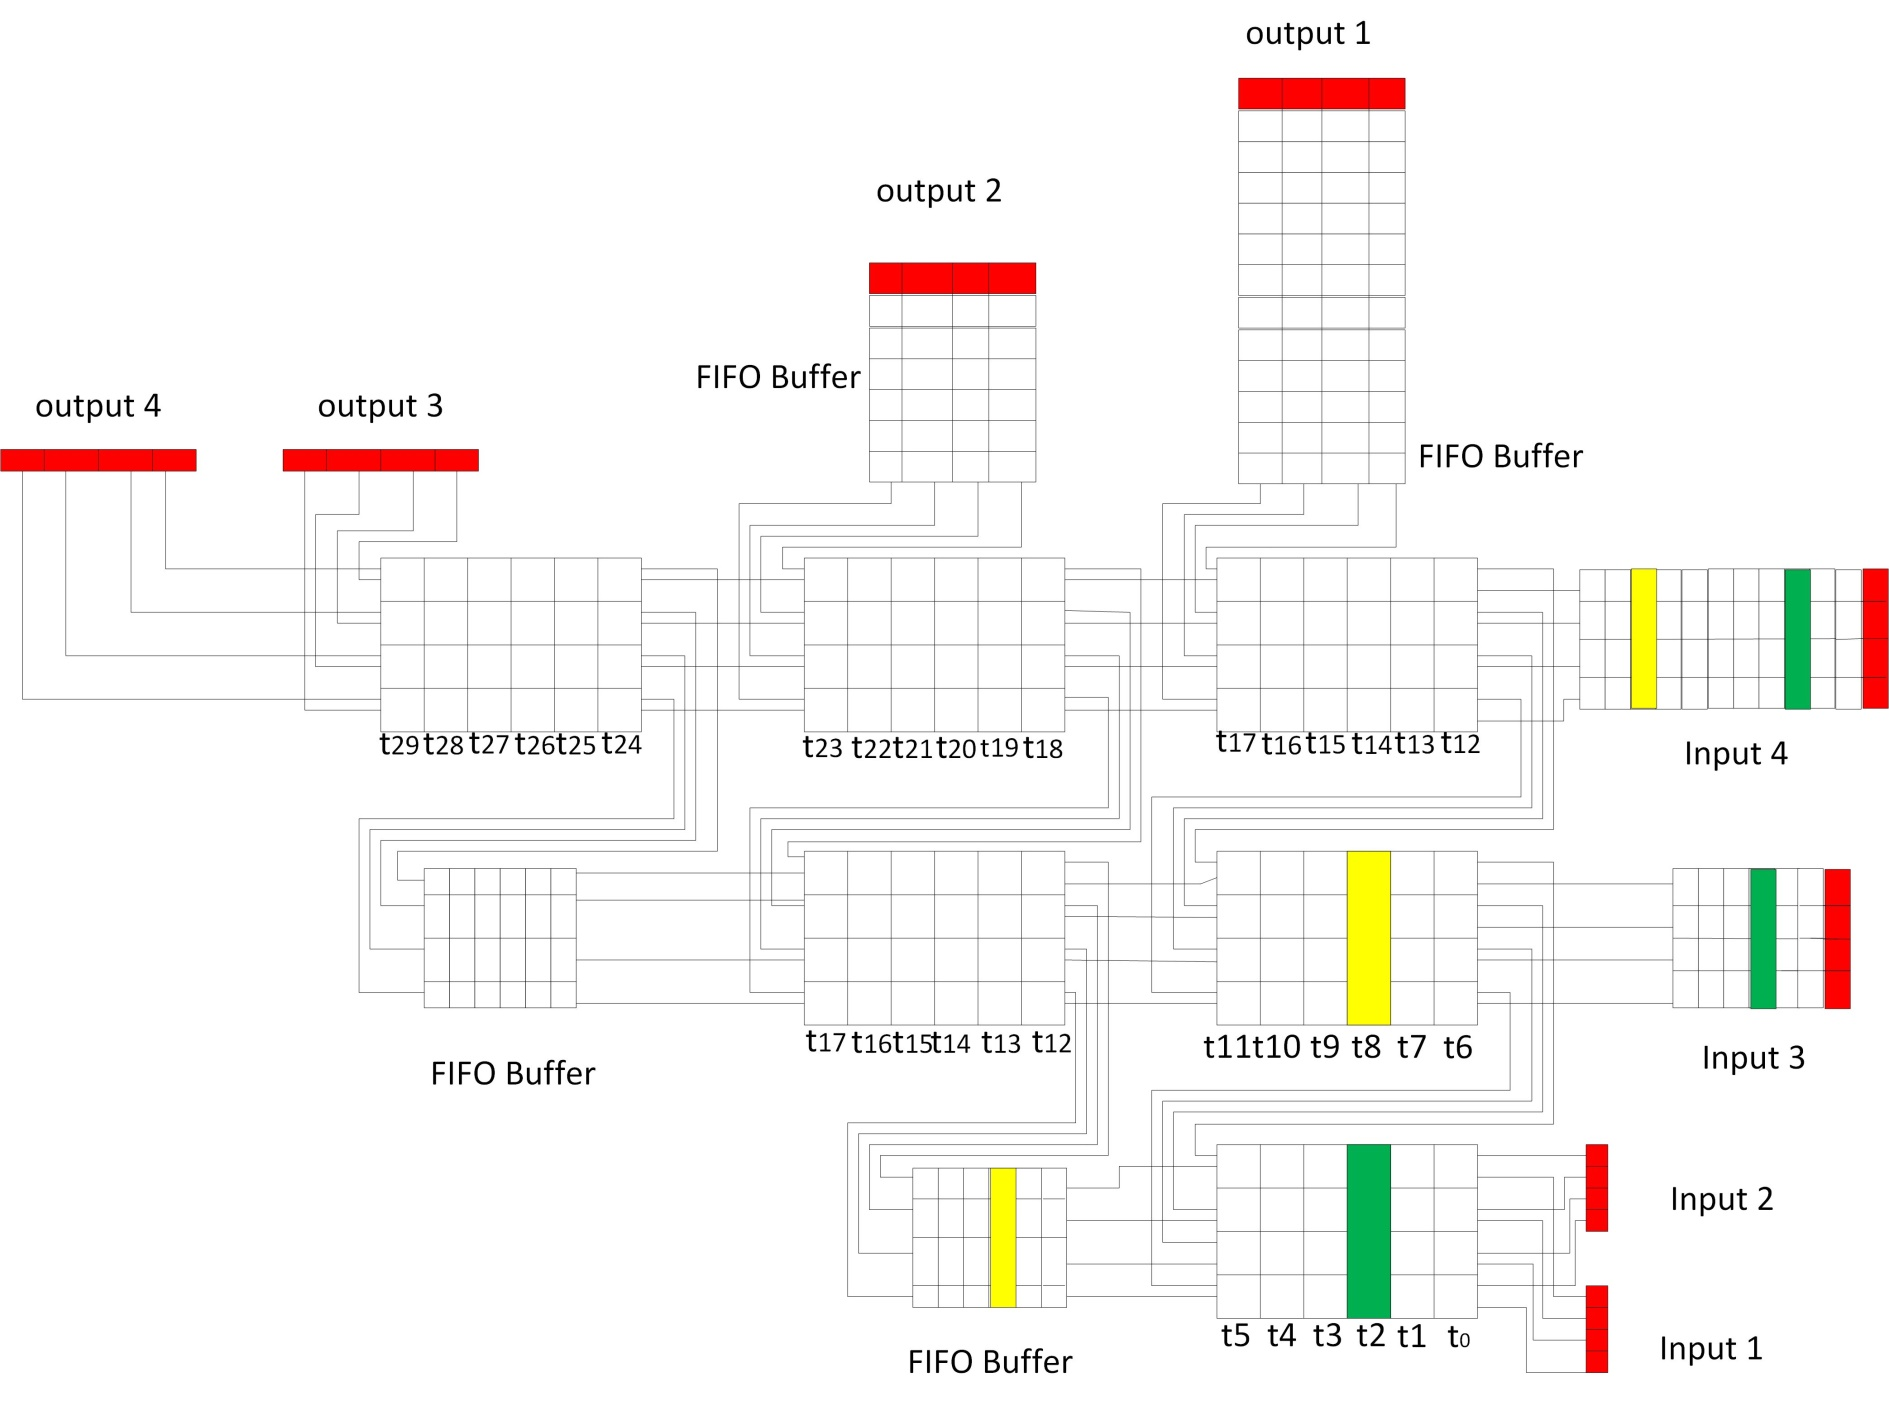 output 1
output 2
FIFO Buffer
output 4
output 3
FIFO Buffer
t29 t28 t27 t26 t25 t24
t23 t22 t21 t20 t19 t18
t17 t16 t15 t14 t13 t12
Input 4
t17 t16 t15 t14 t13 t12
t11 t10 t9 t8 t7 t6
Input 3
FIFO Buffer
Input 2
t5 t4 t3 t2 t1 t0
Input 1
FIFO Buffer